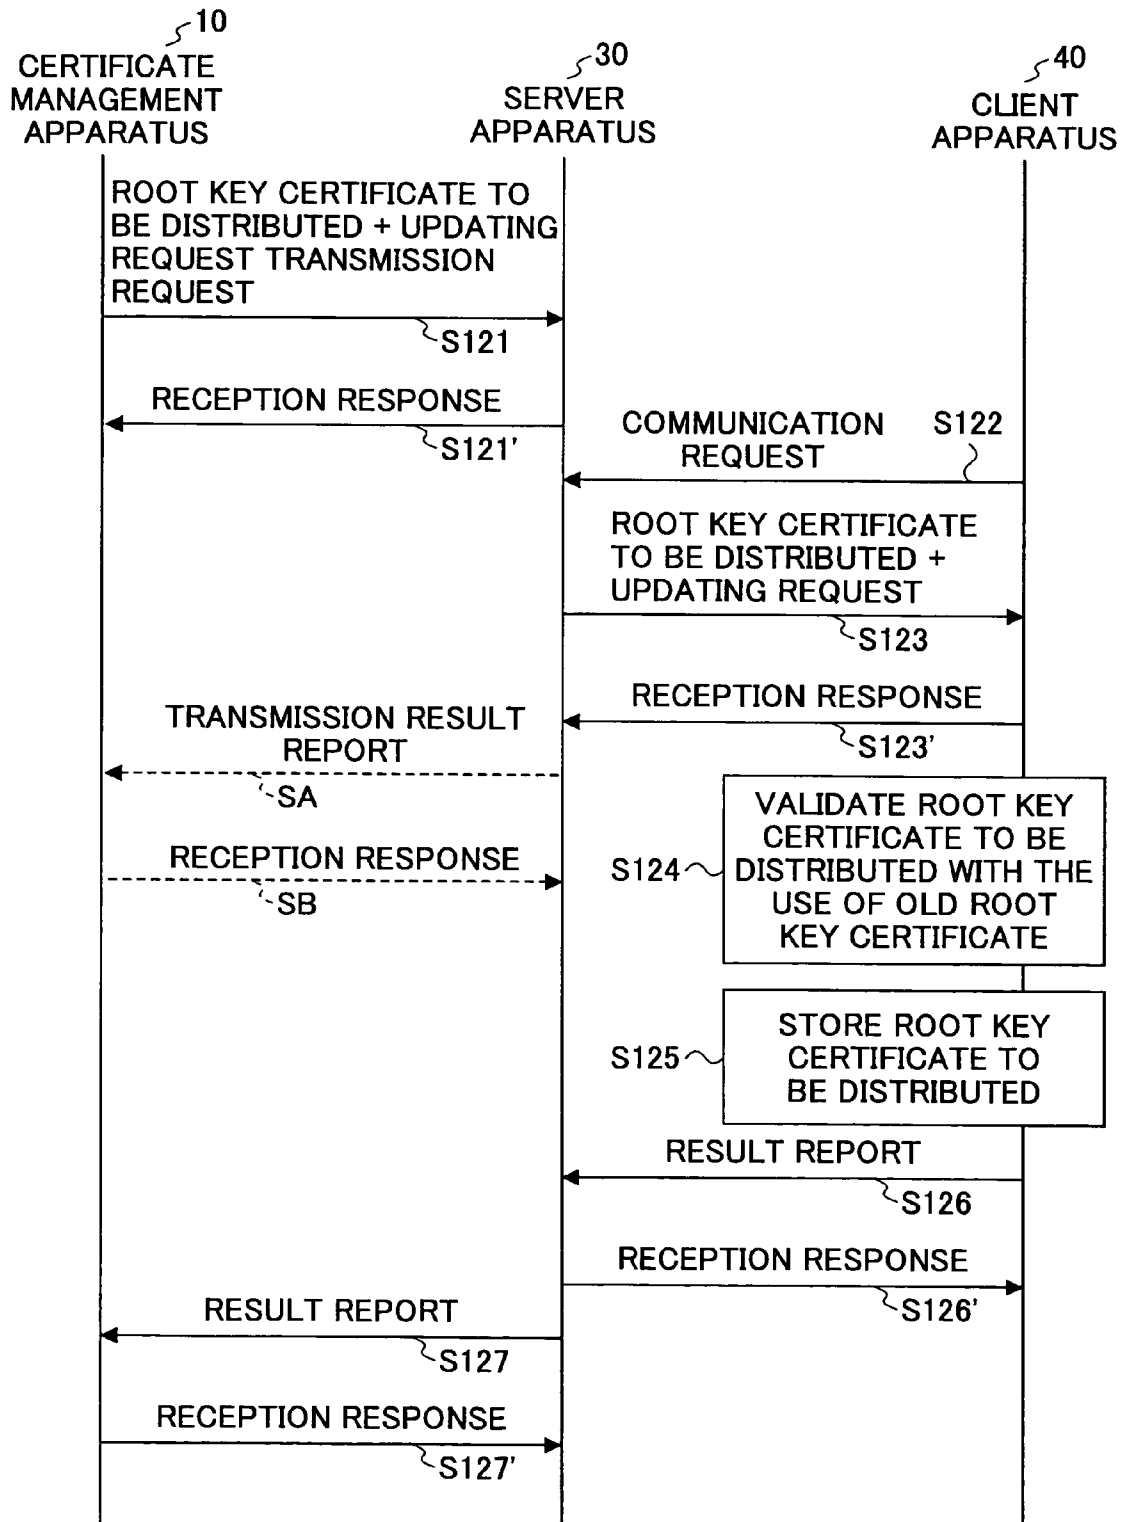 10
CERTIFICATE
MANAGEMENT
APPARATUS
30
SERVER
APPARATUS
40
CLIENT
APPARATUS
ROOT KEY CERTIFICATE TO
BE DISTRIBUTED + UPDATING
REQUEST TRANSMISSION
REQUEST
S121
RECEPTION RESPONSE
S121'
COMMUNICATION
REQUEST
S122
ROOT KEY CERTIFICATE
TO BE DISTRIBUTED +
UPDATING REQUEST
S123
RECEPTION RESPONSE
S123'
TRANSMISSION RESULT
REPORT
SA
RECEPTION RESPONSE
SB
S124
VALIDATE ROOT KEY
CERTIFICATE TO BE
DISTRIBUTED WITH THE
USE OF OLD ROOT
KEY CERTIFICATE
S125
STORE ROOT KEY
CERTIFICATE TO
BE DISTRIBUTED
RESULT REPORT
S126
RECEPTION RESPONSE
S126'
RESULT REPORT
S127
RECEPTION RESPONSE
S127'